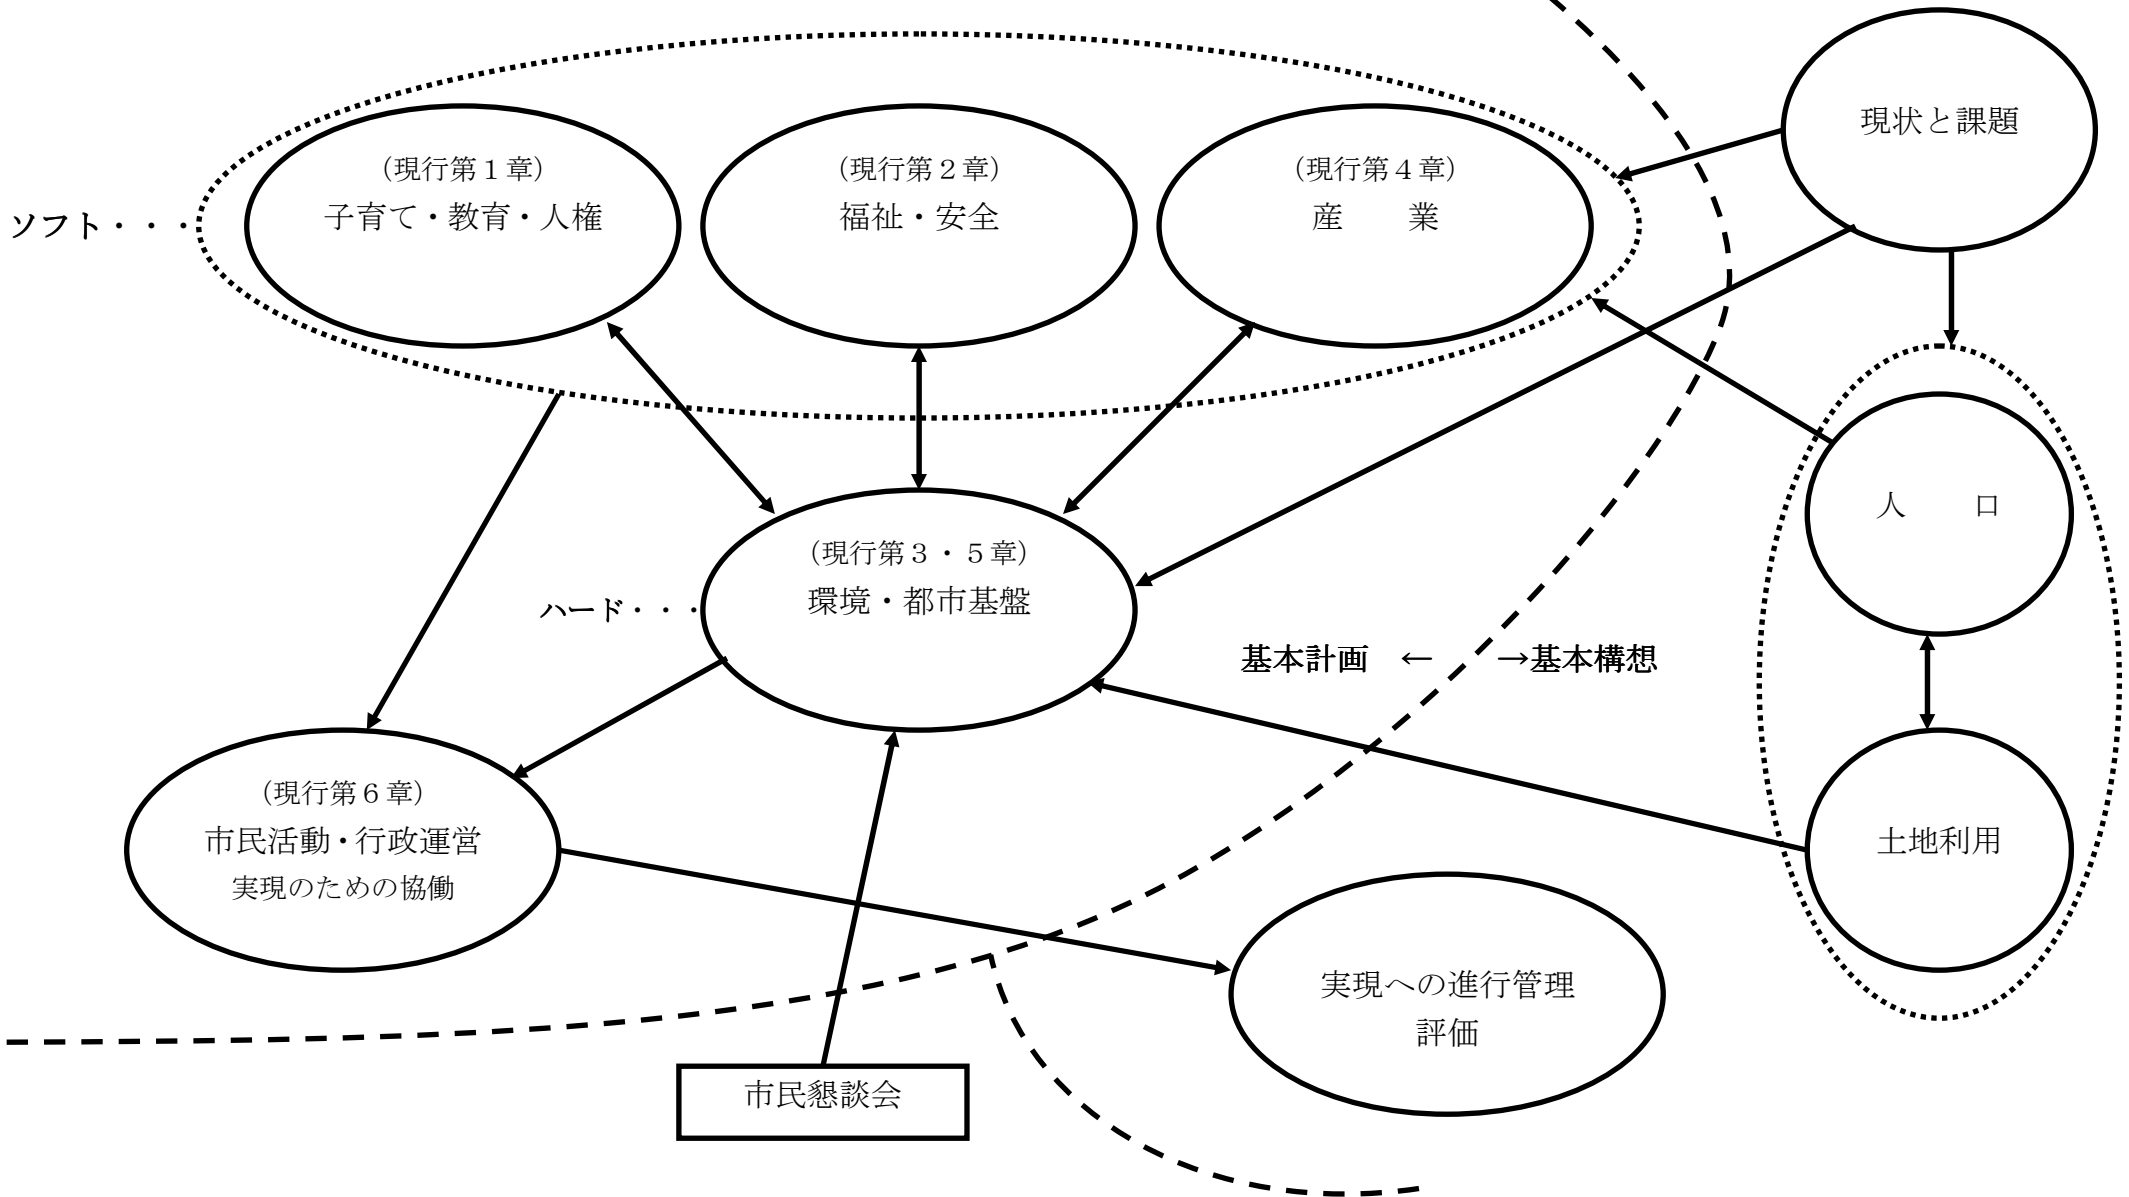 現状と課題
（現行第１章）
子育て・教育・人権
（現行第２章）
福祉・安全
（現行第４章）
産　　業
ソフト・・・
人　　口
（現行第３・５章）
環境・都市基盤
ハード・・・
基本計画　←　　→基本構想
（現行第６章）
市民活動・行政運営
実現のための協働
土地利用
実現への進行管理
評価
市民懇談会